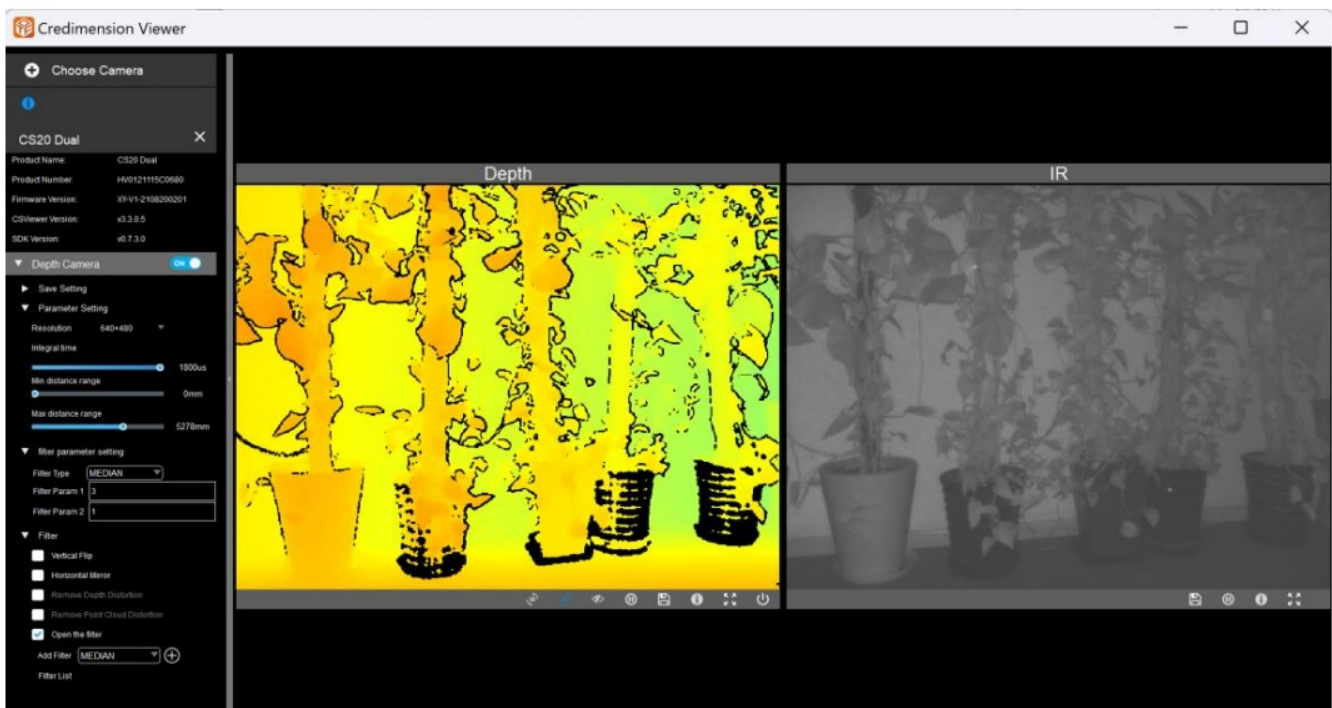 Credimension Viewer
Choose Camera
CS20 Dual
Product Name: CS20 Dual
Product Number: HV0121115C0680
Firmware Version: XY-V1-2108200201
CSViewer Version: v3.3.0.5
SDK Version: v0.7.3.0
Depth Camera ON
Save Setting
Parameter Setting
Resolution 640×480
Integral time
1800us
Min distance range
0mm
Max distance range
5278mm
filter parameter setting
Filter Type MEDIAN
Filter Param 1 3
Filter Param 2 1
Filter
Vertical Flip
Horizontal Mirror
Remove Depth Distortion
Remove Point Cloud Distortion
Open the filter
Add Filter MEDIAN
Filter List
Depth
IR